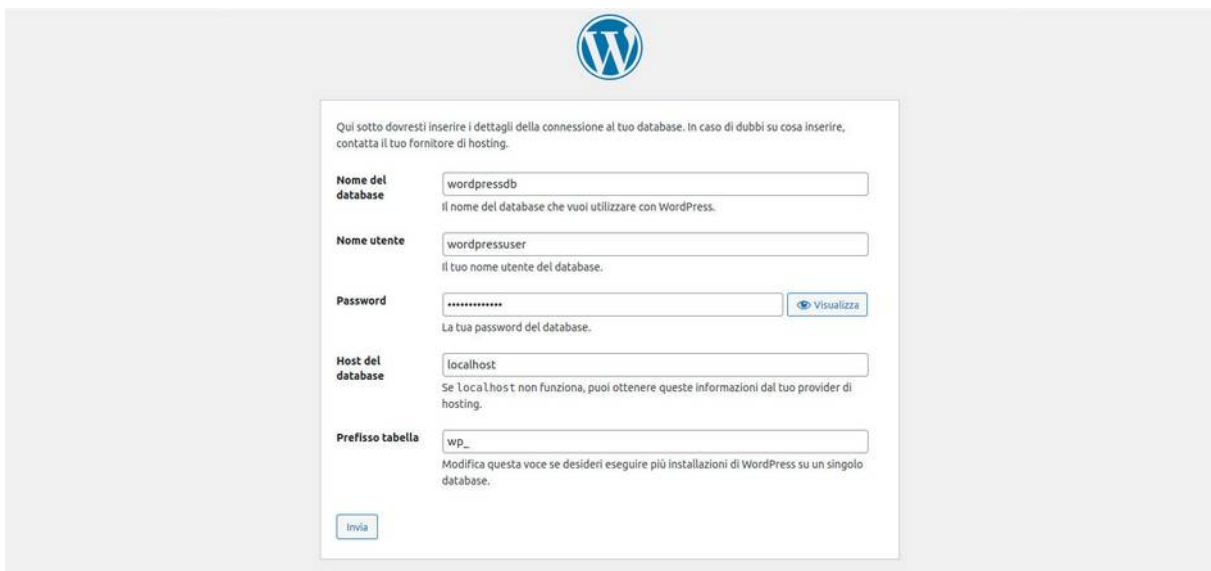 Qui sotto dovresti inserire i dettagli della connessione al tuo database. In caso di dubbi su cosa inserire,
contatta il tuo fornitore di hosting.
Nome del
database
wordpressdb
Il nome del database che vuoi utilizzare con WordPress.
Nome utente
wordpressuser
Il tuo nome utente del database.
Password
•••••••••••••
Visualizza
La tua password del database.
Host del
database
localhost
Se localhost non funziona, puoi ottenere queste informazioni dal tuo provider di
hosting.
Prefisso tabella
wp_
Modifica questa voce se desideri eseguire più installazioni di WordPress su un singolo
database.
Invia